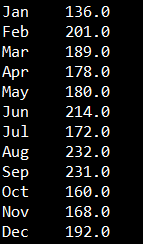 Jan    136.0
Feb    201.0
Mar    189.0
Apr    178.0
May    180.0
Jun    214.0
Jul    172.0
Aug    232.0
Sep    231.0
Oct    160.0
Nov    168.0
Dec    192.0